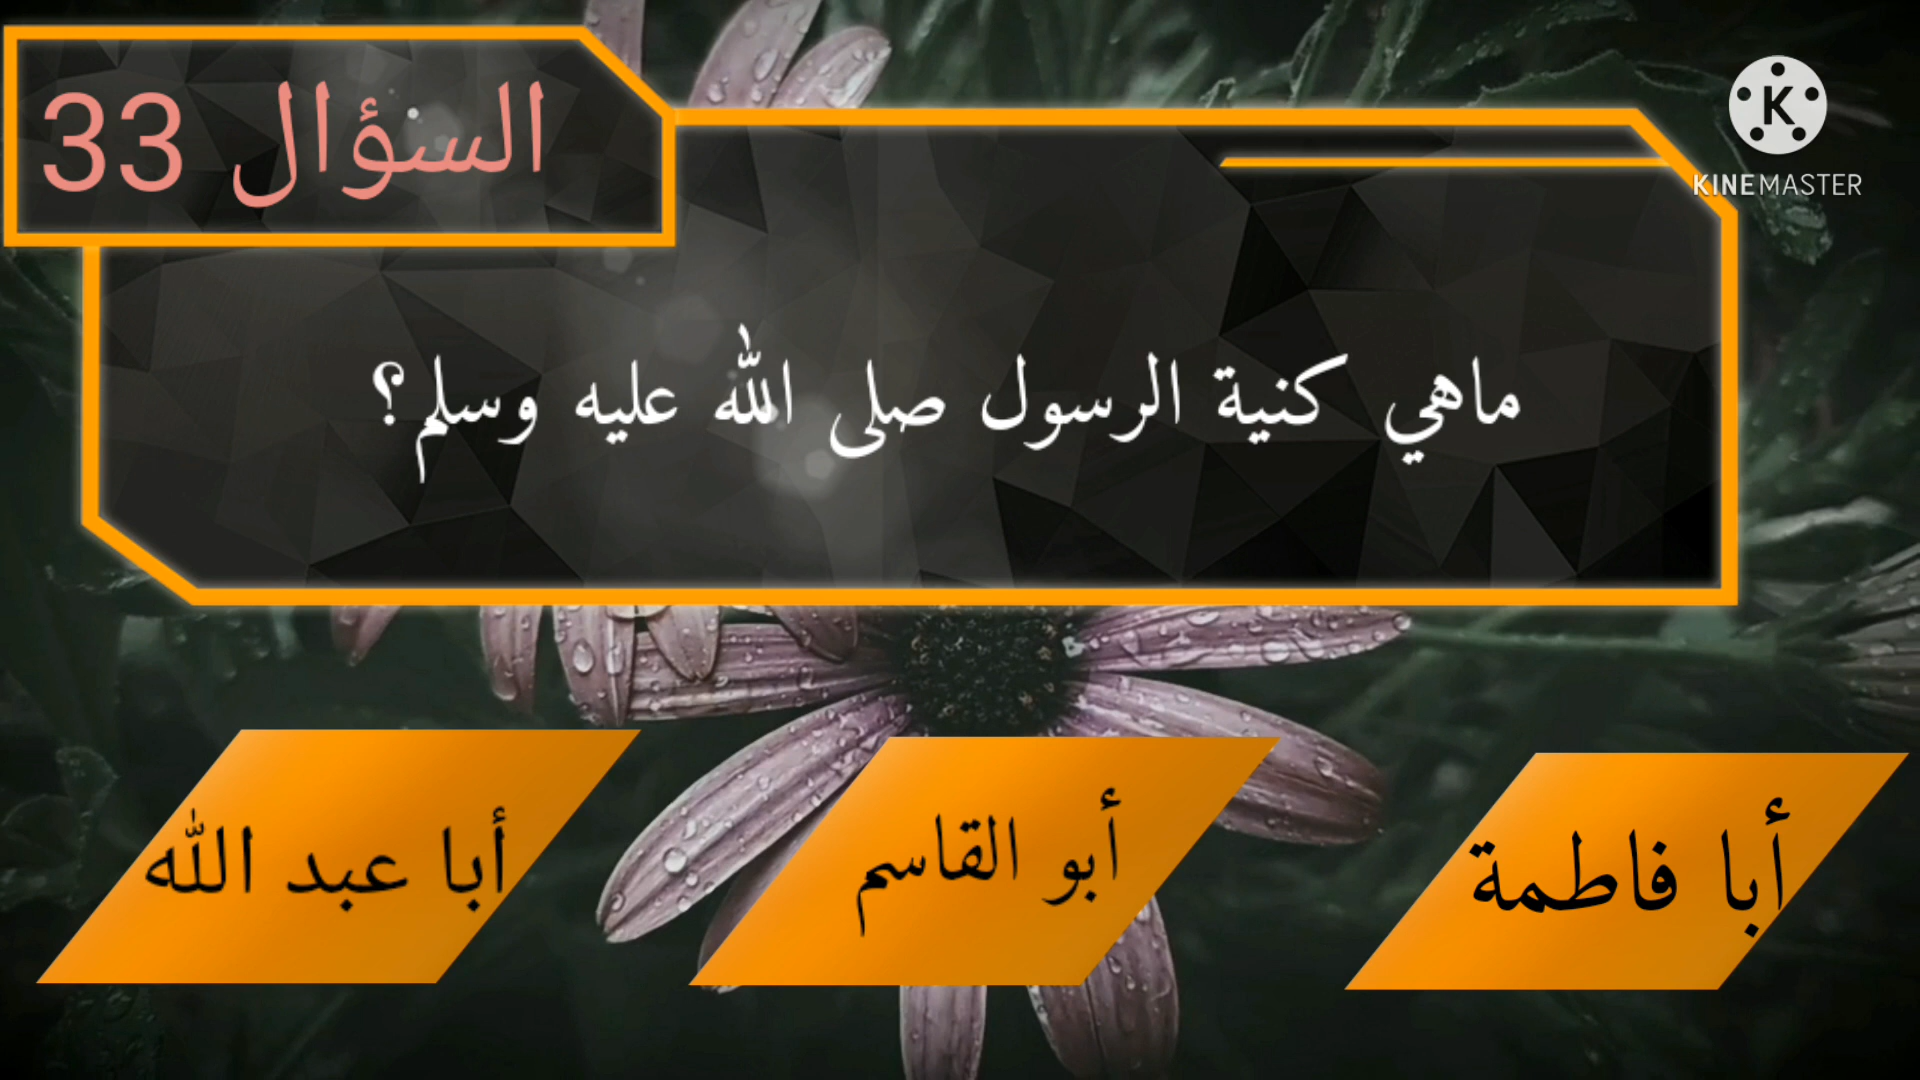 السؤال 33
KINEMASTER
ماهي كنية الرسول صلى الله عليه وسلم؟
أبا فاطمة
أبو القاسم
أبا عبد الله